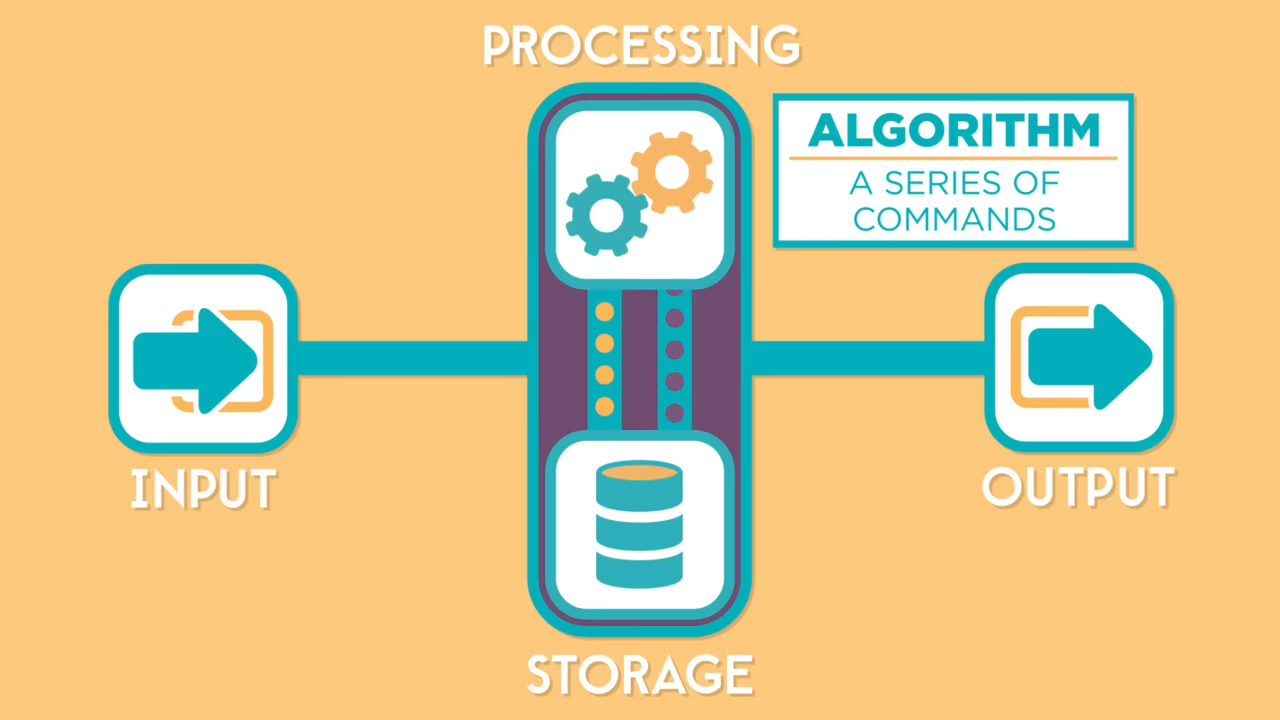 PROCESSING
ALGORITHM
A SERIES OF
COMMANDS
INPUT
OUTPUT
STORAGE